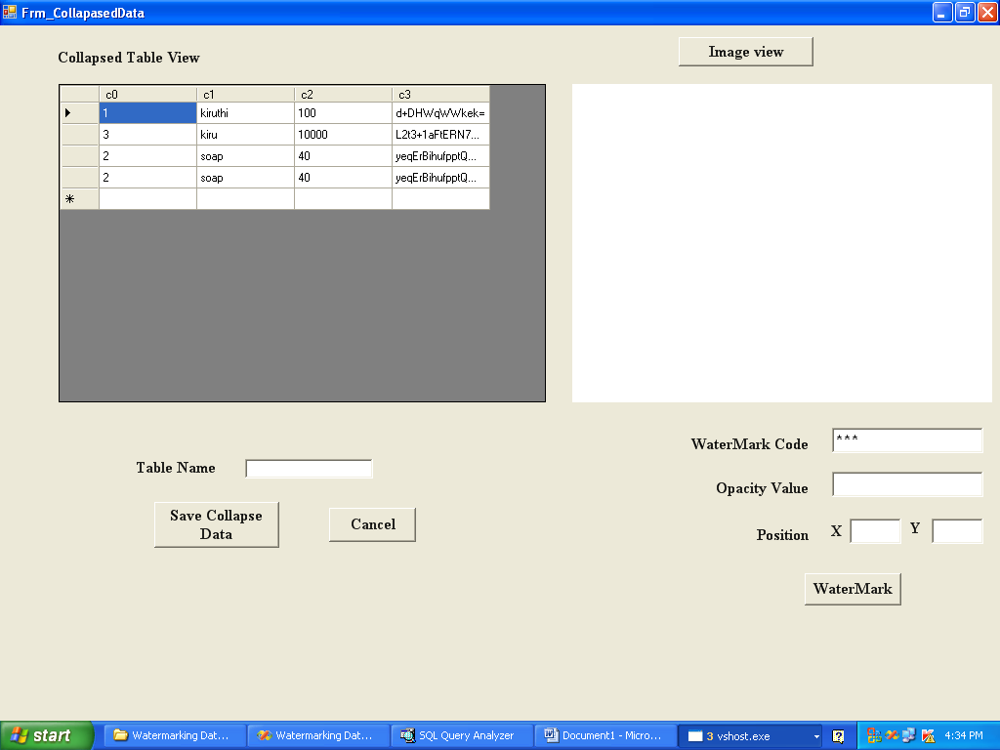 Frm_CollapasedData
Image view
Collapsed Table View
c0 c1 c2 c3
1 kiruthi 100 d+DHWqWWkek=
3 kiru 10000 L2t3+1aFtERN7...
2 soap 40 yeqErBihufpptQ...
2 soap 40 yeqErBihufpptQ...
WaterMark Code ***
Table Name
Opacity Value
Save Collapse
Data
Cancel
Position X Y
WaterMark
start Watermarking Dat... Watermarking Dat... SQL Query Analyzer Document1 - Micro... 3 vshost.exe 4:34 PM